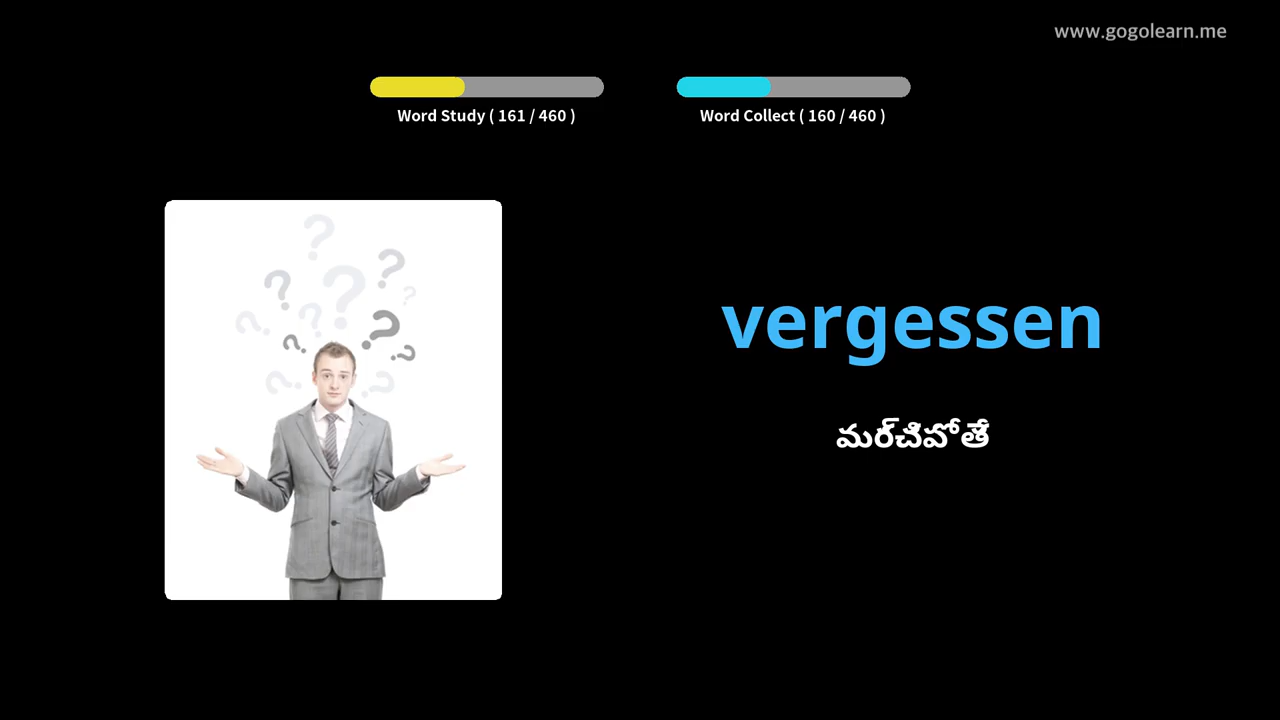 www.gogolearn.me
Word Study ( 161 / 460 )
Word Collect ( 160 / 460 )
vergessen
మర్చిపోతే